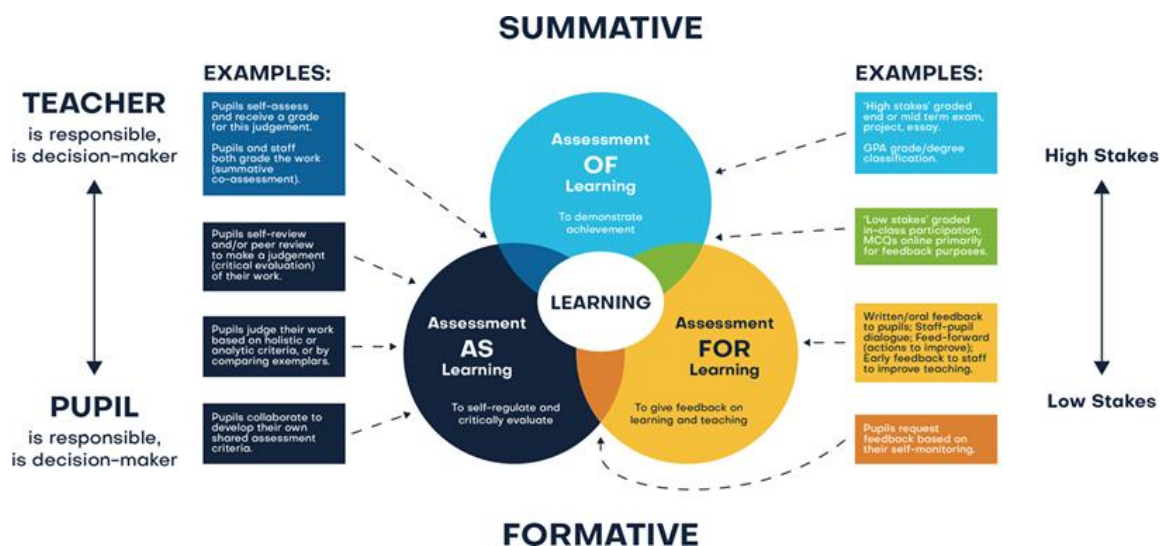 SUMMATIVE
TEACHER
is responsible,
is decision-maker
PUPIL
is responsible,
is decision-maker
EXAMPLES:
Pupils self-assess
and receive a grade
for this judgement.
Pupils and staff
both grade the work
(summative
co-assessment).
Pupils self-review
and/or peer review
to make a judgement
(critical evaluation)
of their work.
Pupils judge their work
based on holistic or
analytic criteria, or by
comparing exemplars.
Pupils collaborate to
develop their own
shared assessment
criteria.
Assessment
OF
Learning
To demonstrate
achievement
LEARNING
Assessment
AS
Learning
To self-regulate and
critically evaluate
Assessment
FOR
Learning
To give feedback on
learning and teaching
EXAMPLES:
'High stakes' graded
end or mid term exam,
project, essay.
GPA grade/degree
classification.
'Low stakes' graded
in-class participation;
MCQs online primarily
for feedback purposes.
Written/oral feedback
to pupils; Staff-pupil
dialogue; Feed-forward
(actions to improve);
Early feedback to staff
to improve teaching.
Pupils request
feedback based on
their self-monitoring.
High Stakes
Low Stakes
FORMATIVE